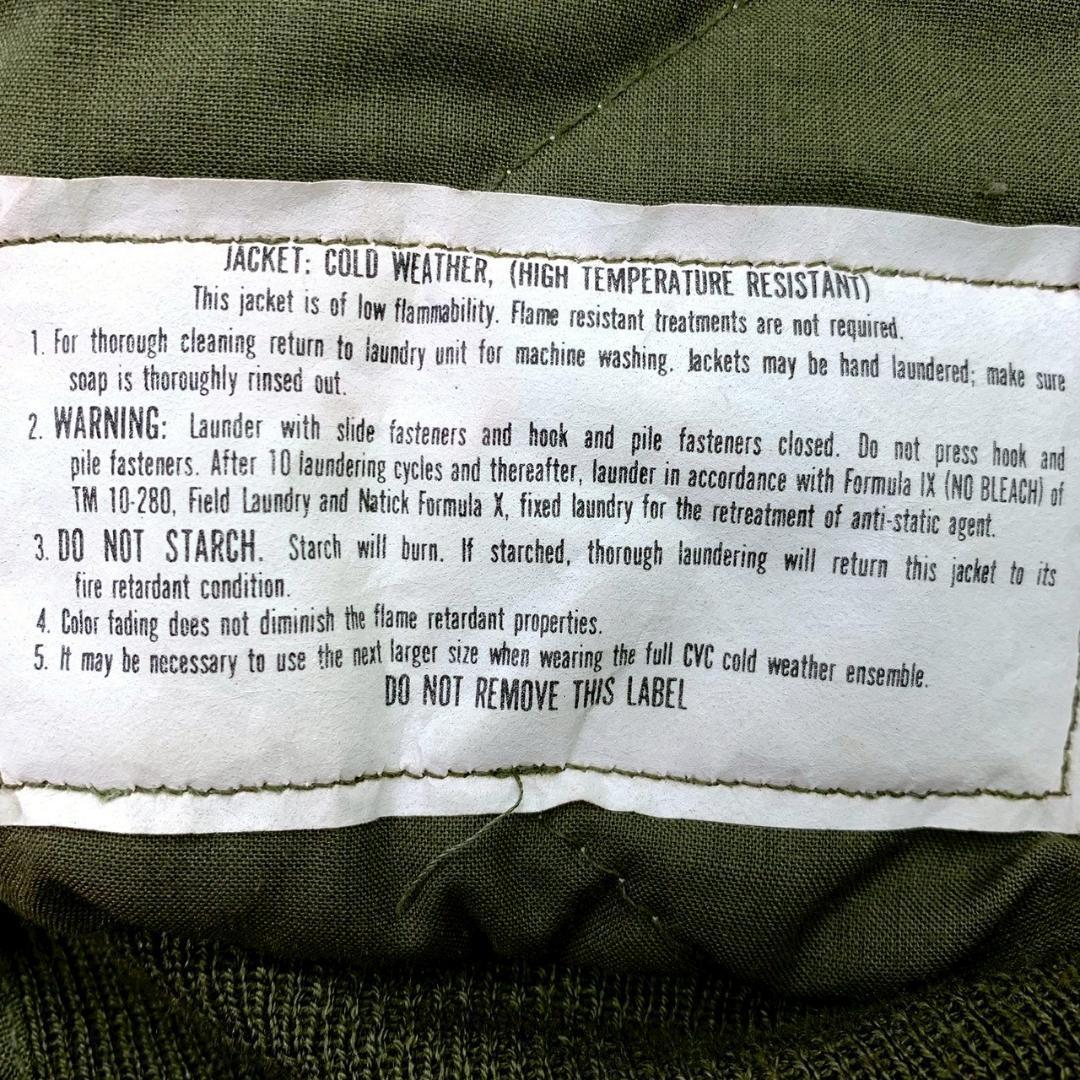 JACKET: COLD WEATHER, (HIGH TEMPERATURE RESISTANT)
This jacket is of low flammability. Flame resistant treatments are not required.
1. For thorough cleaning return to laundry unit for machine washing. Jackets may be hand laundered; make sure
soap is thoroughly rinsed out.
2. WARNING: Launder with slide fasteners and hook and pile fasteners closed. Do not press hook and
pile fasteners. After 10 laundering cycles and thereafter, launder in accordance with Formula IX (NO BLEACH) of
TM 10-280, Field Laundry and Natick Formula X, fixed laundry for the retreatment of anti-static agent.
3. DO NOT STARCH. Starch will burn. If starched, thorough laundering will return this jacket to its
fire retardant condition.
4. Color fading does not diminish the flame retardant properties.
5. It may be necessary to use the next larger size when wearing the full CVC cold weather ensemble.
DO NOT REMOVE THIS LABEL